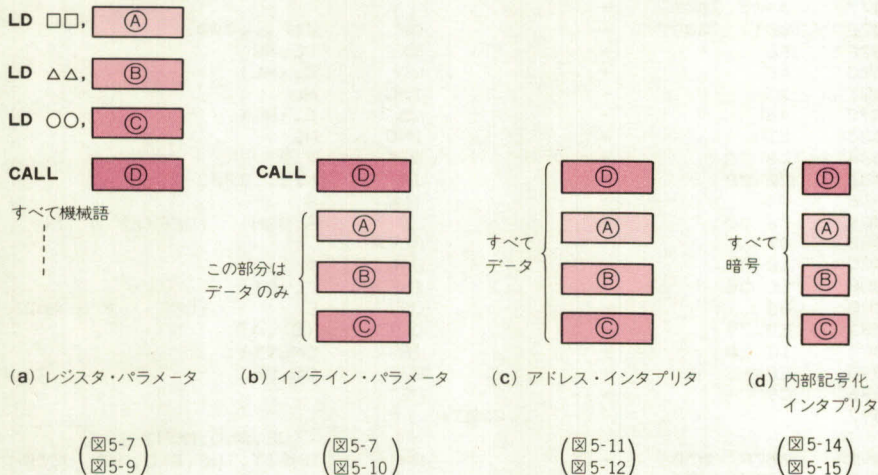 LD □□, Ⓐ
LD △△, Ⓑ
LD ○○, Ⓒ
CALL Ⓓ
すべて機械語
(a) レジスタ・パラメータ
(図5-7
図5-9)
CALL Ⓓ
Ⓐ
Ⓑ
Ⓒ
この部分は
データのみ
(b) インライン・パラメータ
(図5-7
図5-10)
Ⓓ
Ⓐ
Ⓑ
Ⓒ
すべて
データ
(c) アドレス・インタプリタ
(図5-11
図5-12)
Ⓓ
Ⓐ
Ⓑ
Ⓒ
すべて
暗号
(d) 内部記号化
インタプリタ
(図5-14
図5-15)